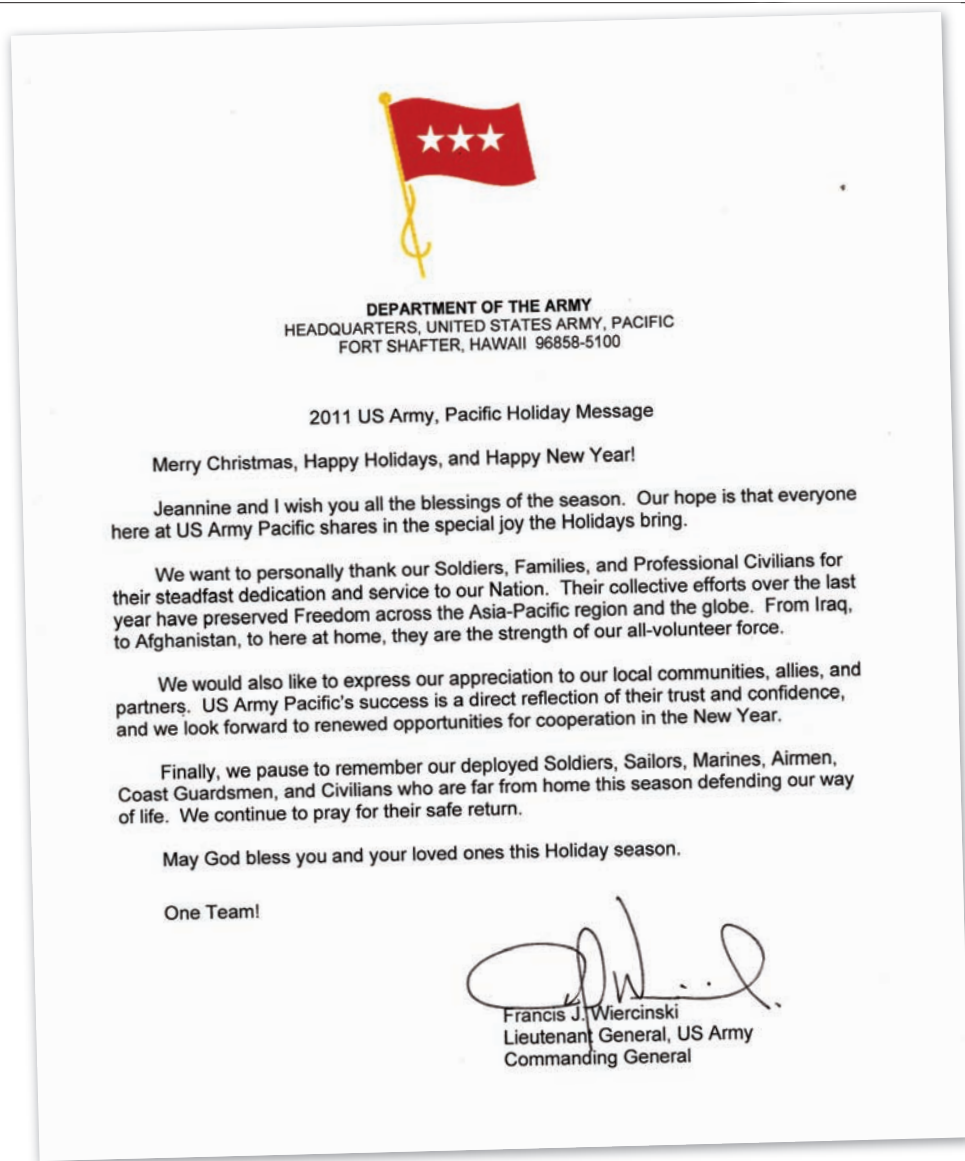 DEPARTMENT OF THE ARMY
HEADQUARTERS, UNITED STATES ARMY, PACIFIC
FORT SHAFTER, HAWAII 96858-5100
2011 US Army, Pacific Holiday Message
Merry Christmas, Happy Holidays, and Happy New Year!
Jeannine and I wish you all the blessings of the season. Our hope is that everyone
here at US Army Pacific shares in the special joy the Holidays bring.
We want to personally thank our Soldiers, Families, and Professional Civilians for
their steadfast dedication and service to our Nation. Their collective efforts over the last
year have preserved Freedom across the Asia-Pacific region and the globe. From Iraq,
to Afghanistan, to here at home, they are the strength of our all-volunteer force.
We would also like to express our appreciation to our local communities, allies, and
partners. US Army Pacific's success is a direct reflection of their trust and confidence,
and we look forward to renewed opportunities for cooperation in the New Year.
Finally, we pause to remember our deployed Soldiers, Sailors, Marines, Airmen,
Coast Guardsmen, and Civilians who are far from home this season defending our way
of life. We continue to pray for their safe return.
May God bless you and your loved ones this Holiday season.
One Team!
Francis J. Wiercinski
Lieutenant General, US Army
Commanding General